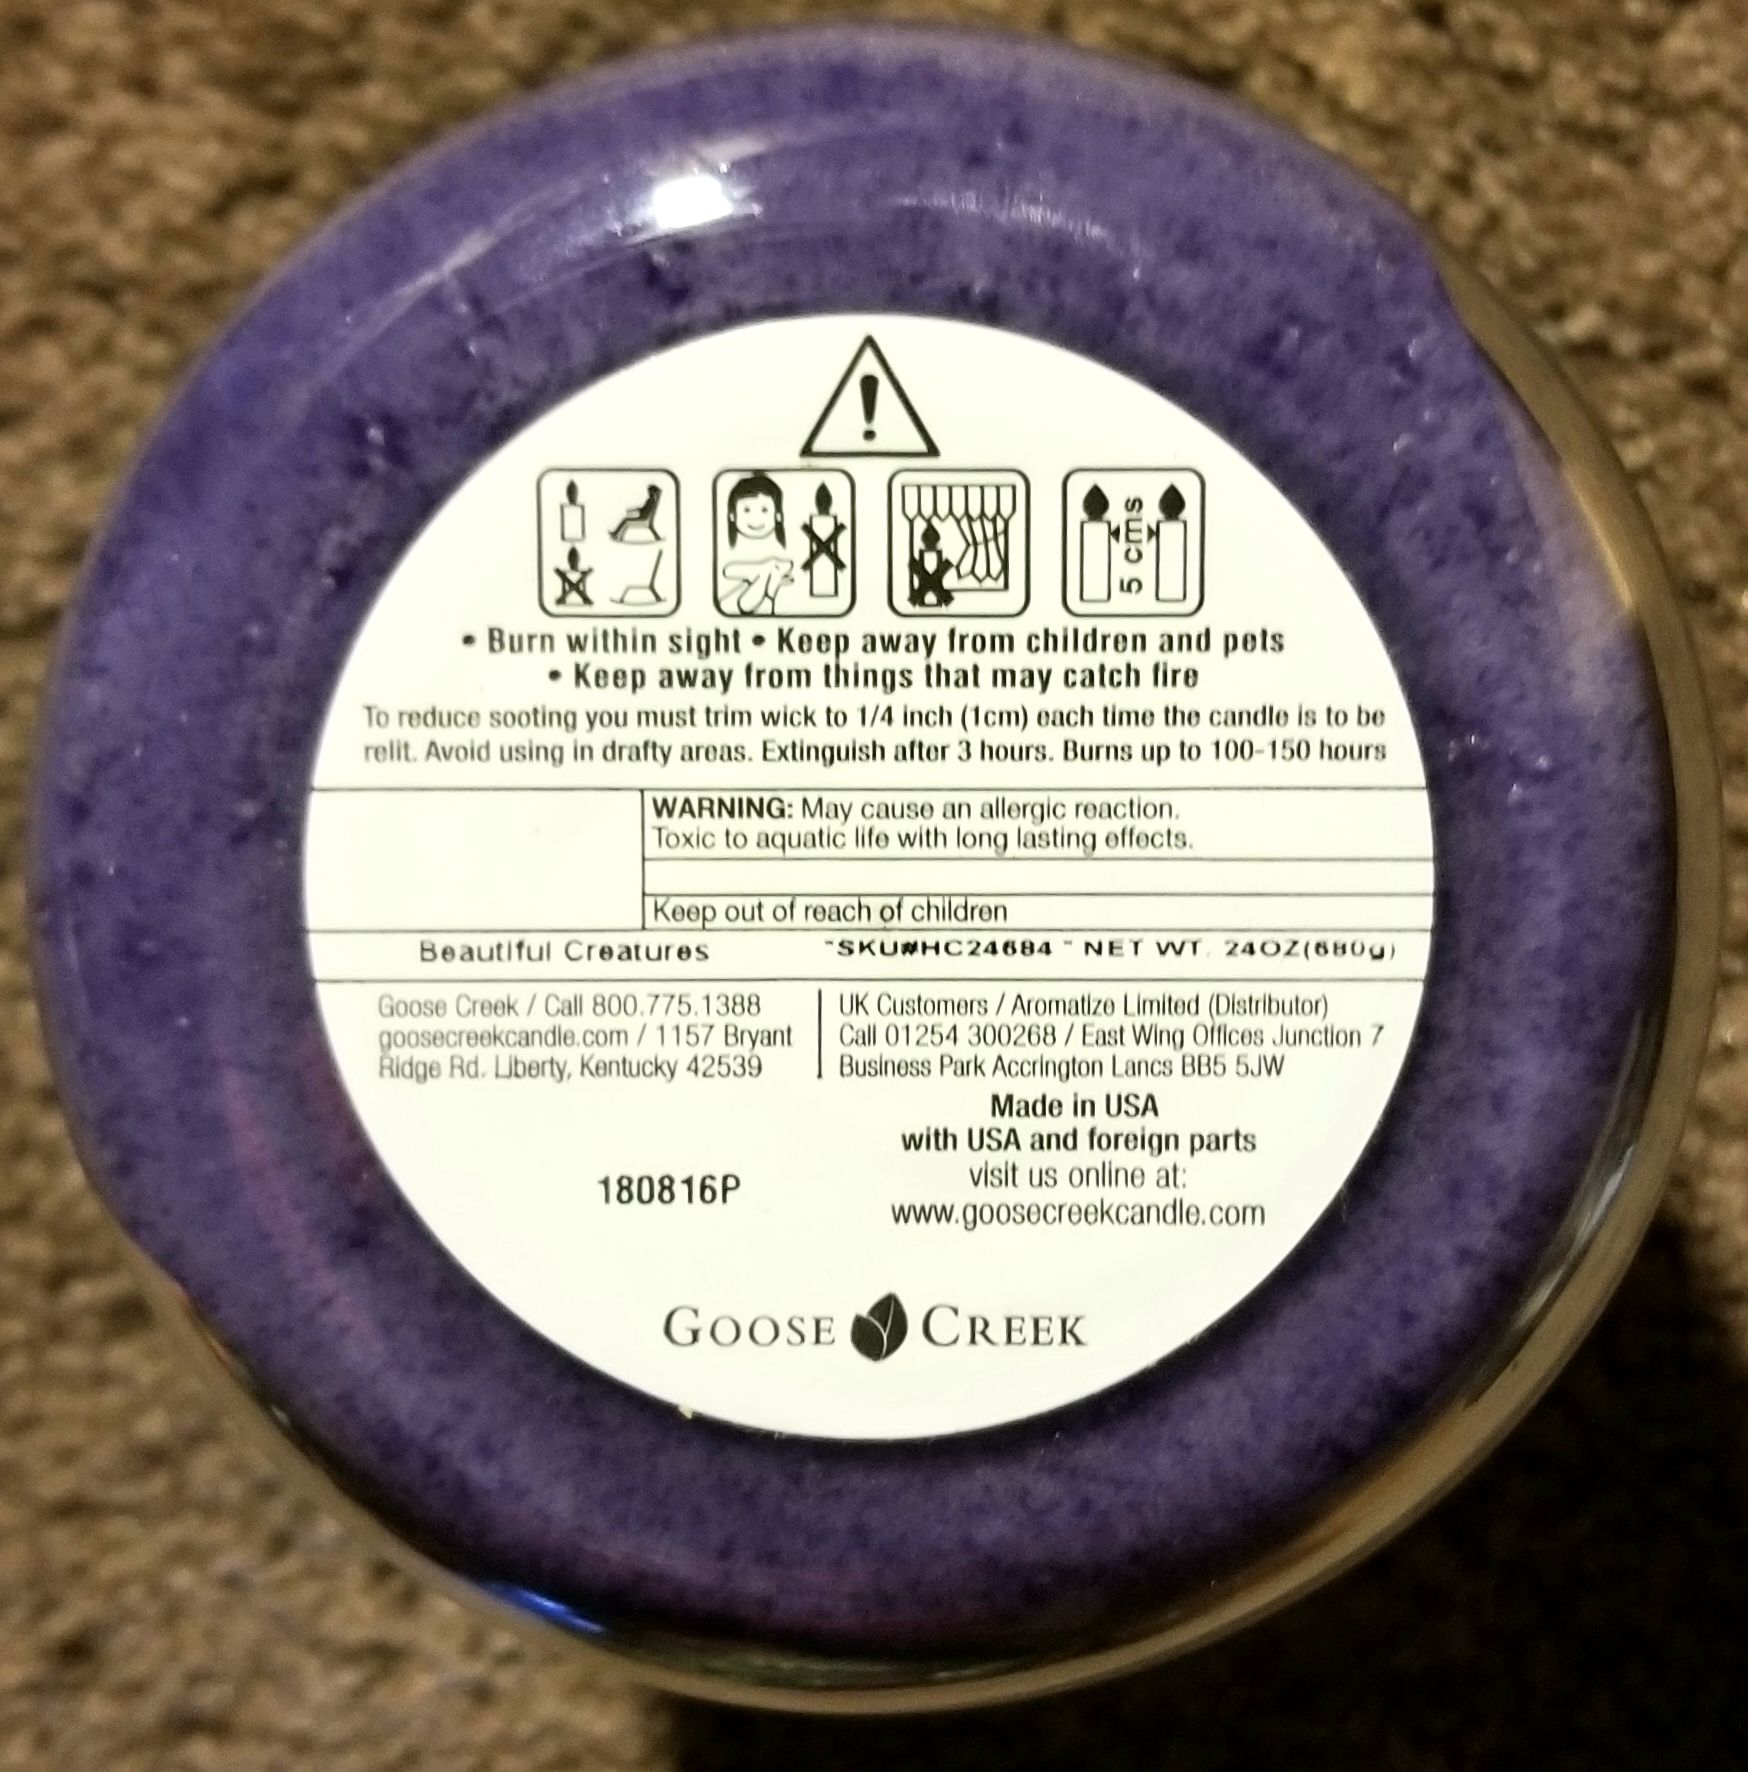 !
5 cms
• Burn within sight • Keep away from children and pets
• Keep away from things that may catch fire
To reduce sooting you must trim wick to 1/4 inch (1cm) each time the candle is to be
relit. Avoid using in drafty areas. Extinguish after 3 hours. Burns up to 100-150 hours
WARNING: May cause an allergic reaction.
Toxic to aquatic life with long lasting effects.
Keep out of reach of children
Beautiful Creatures "SKU#HC24684 " NET WT. 24OZ(680g)
Goose Creek / Call 800.775.1388
goosecreekcandle.com / 1157 Bryant
Ridge Rd. Liberty, Kentucky 42539
UK Customers / Aromatize Limited (Distributor)
Call 01254 300268 / East Wing Offices Junction 7
Business Park Accrington Lancs BB5 5JW
Made in USA
with USA and foreign parts
visit us online at:
www.goosecreekcandle.com
180816P
GOOSE CREEK